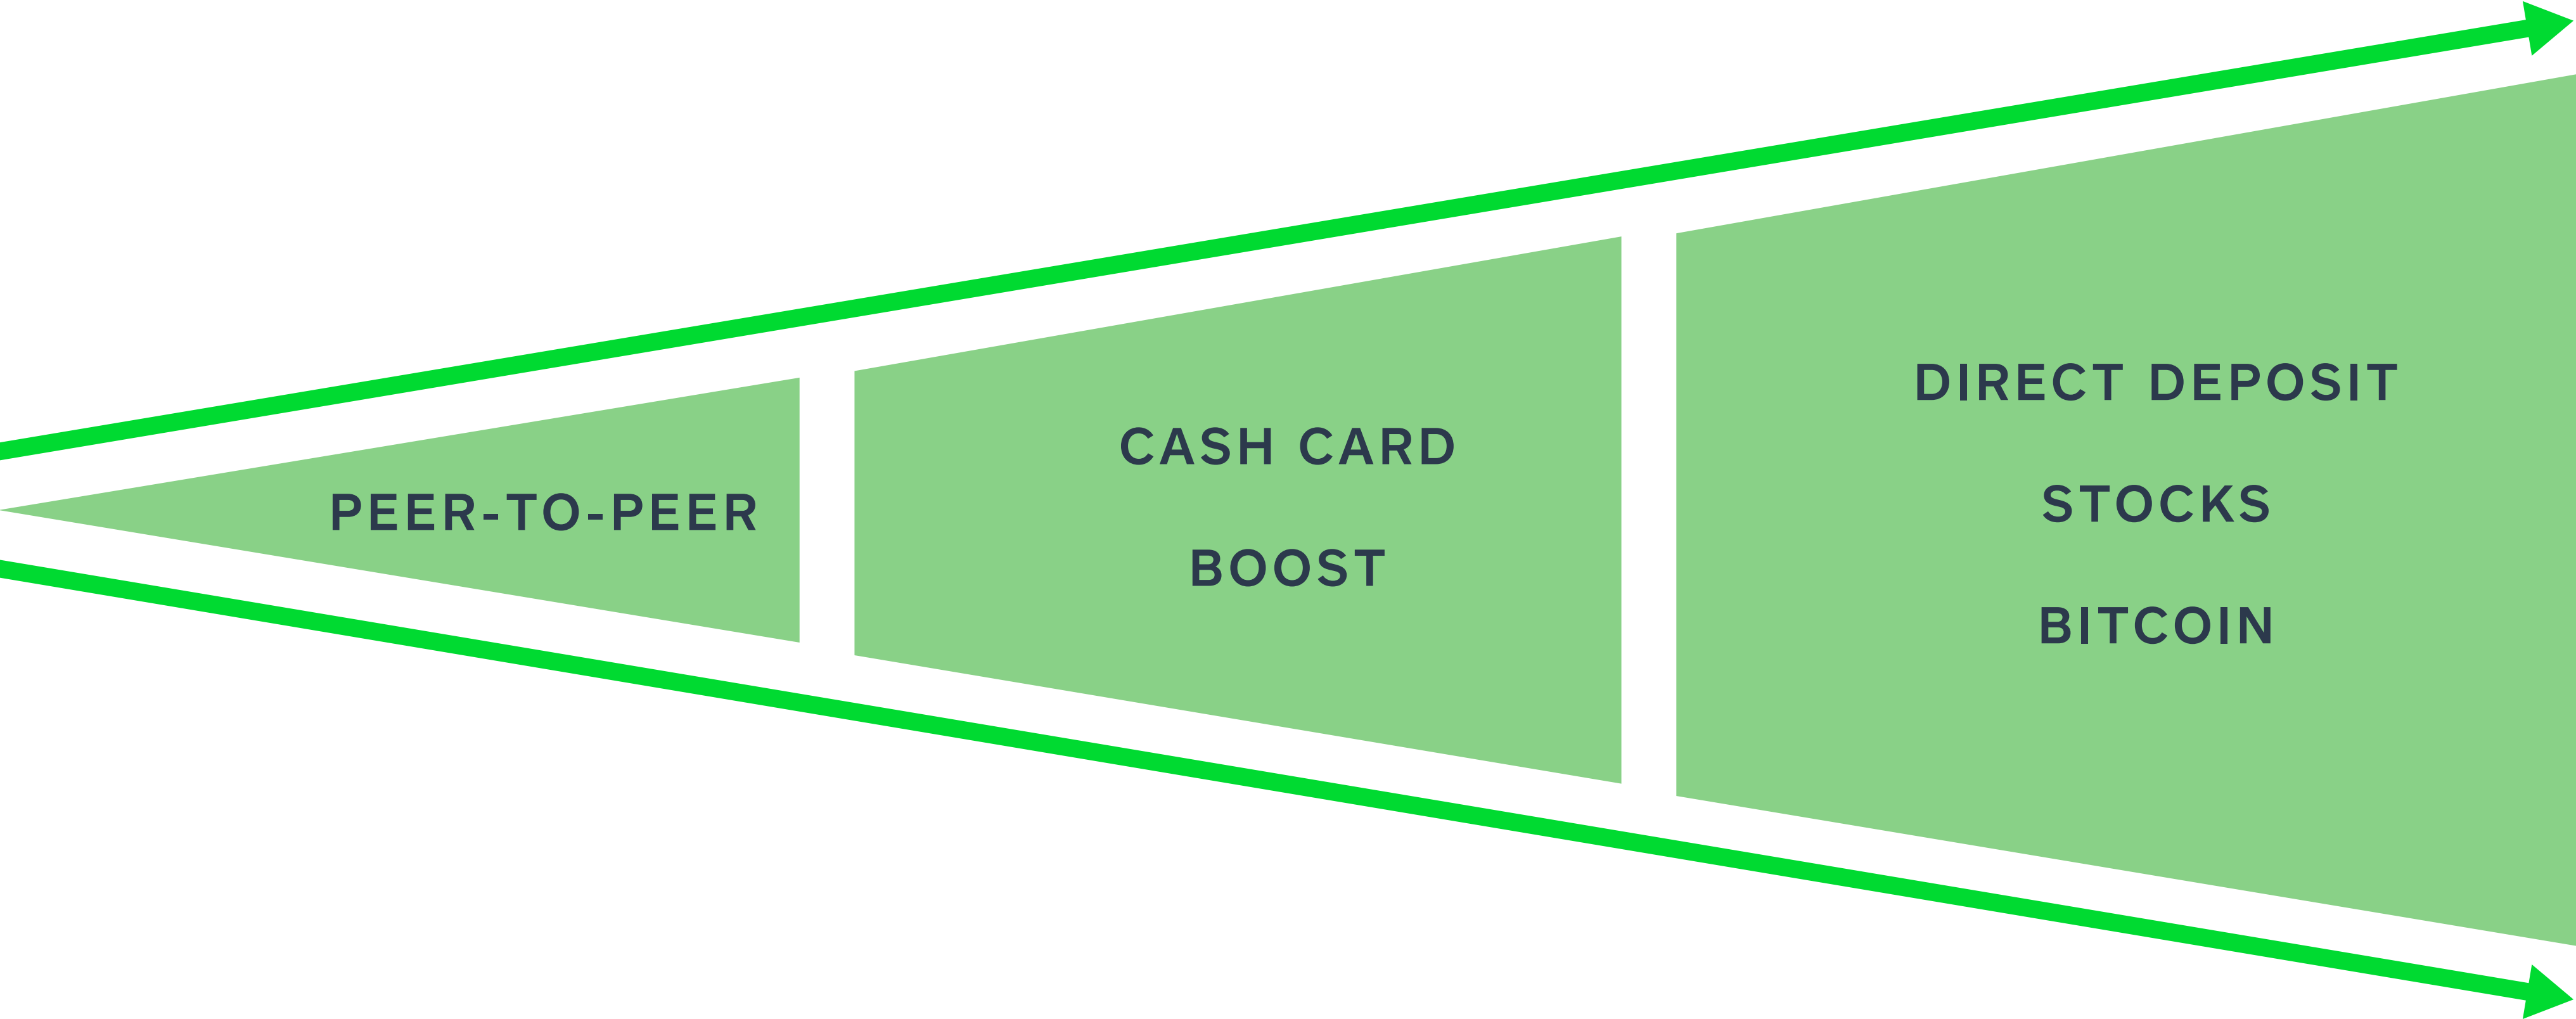 PEER-TO-PEER
CASH CARD
BOOST
DIRECT DEPOSIT
STOCKS
BITCOIN